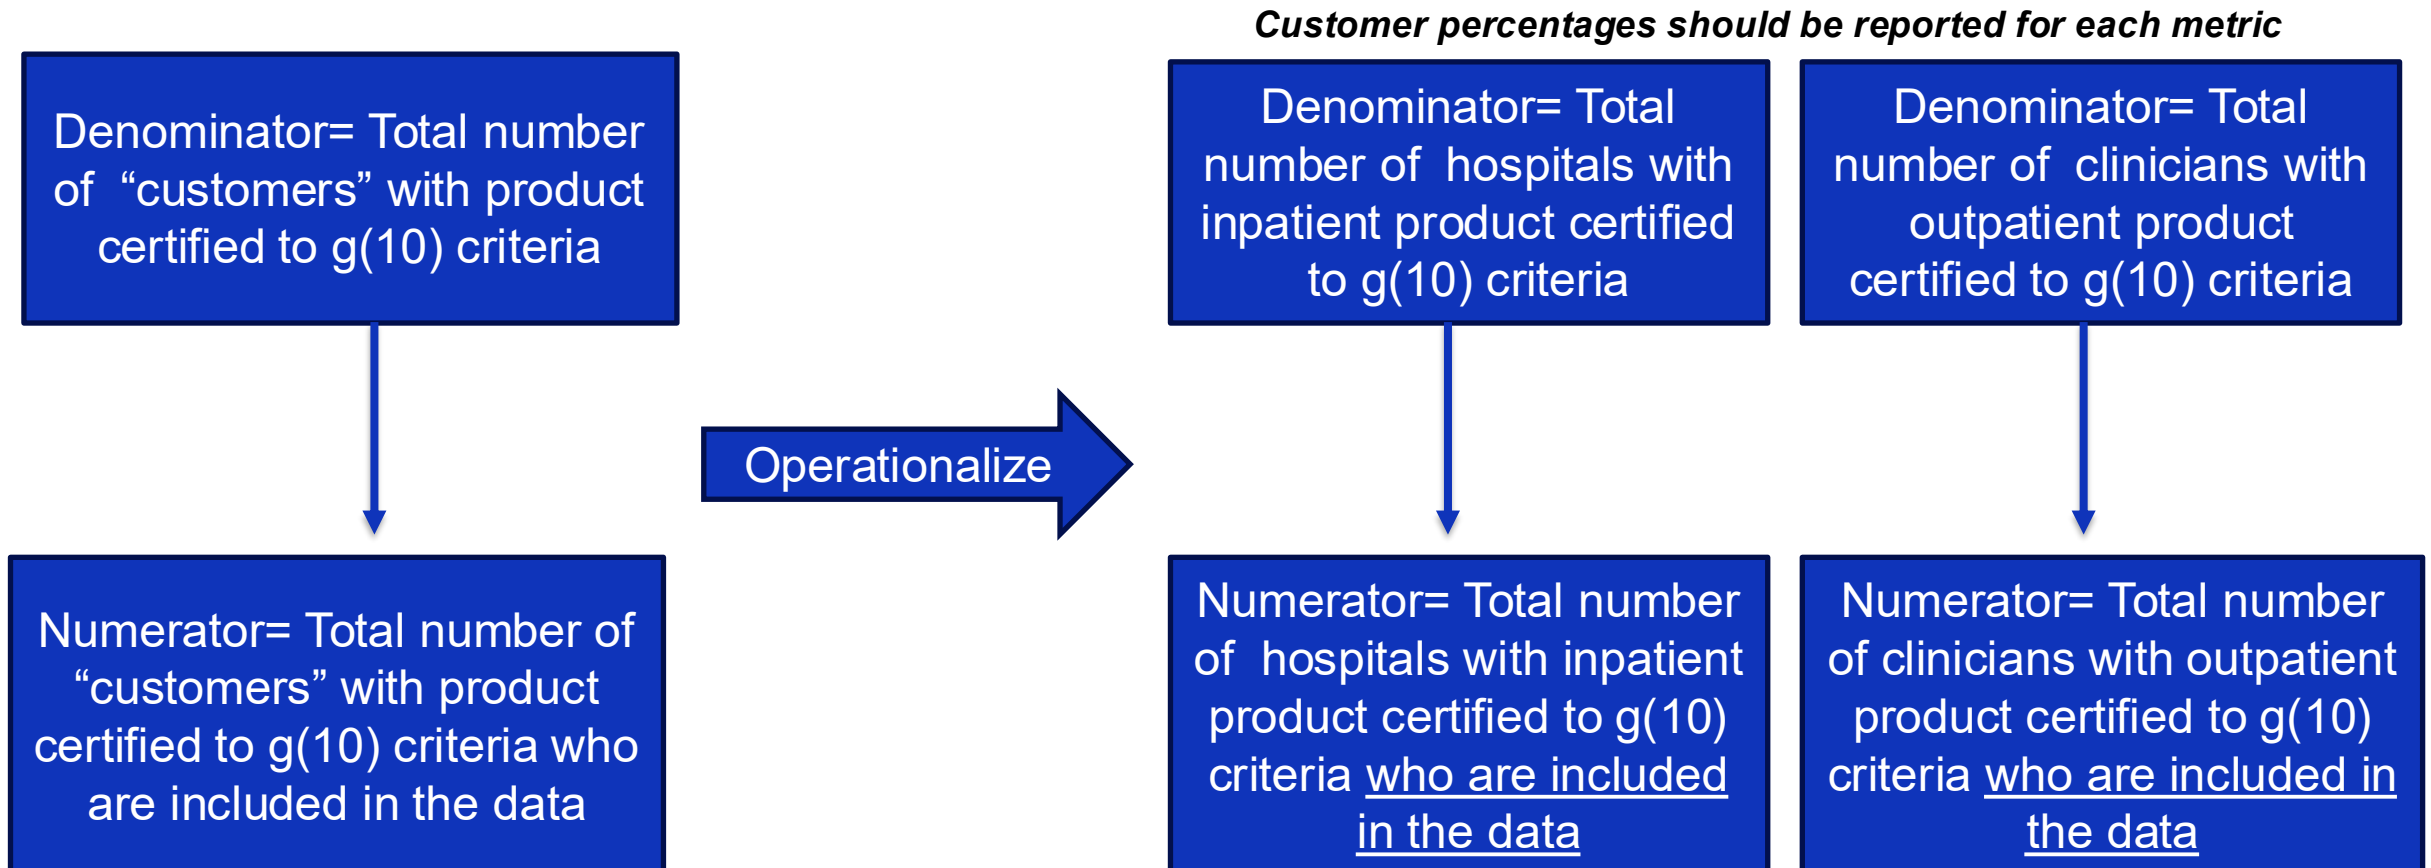 Customer percentages should be reported for each metric
Denominator= Total number
of “customers” with product
certified to g(10) criteria
Denominator= Total
number of hospitals with
inpatient product certified
to g(10) criteria
Denominator= Total
number of clinicians with
outpatient product
certified to g(10) criteria
Operationalize
Numerator= Total number of
“customers” with product
certified to g(10) criteria who
are included in the data
Numerator= Total number
of hospitals with inpatient
product certified to g(10)
criteria who are included
in the data
Numerator= Total number
of clinicians with outpatient
product certified to g(10)
criteria who are included in
the data